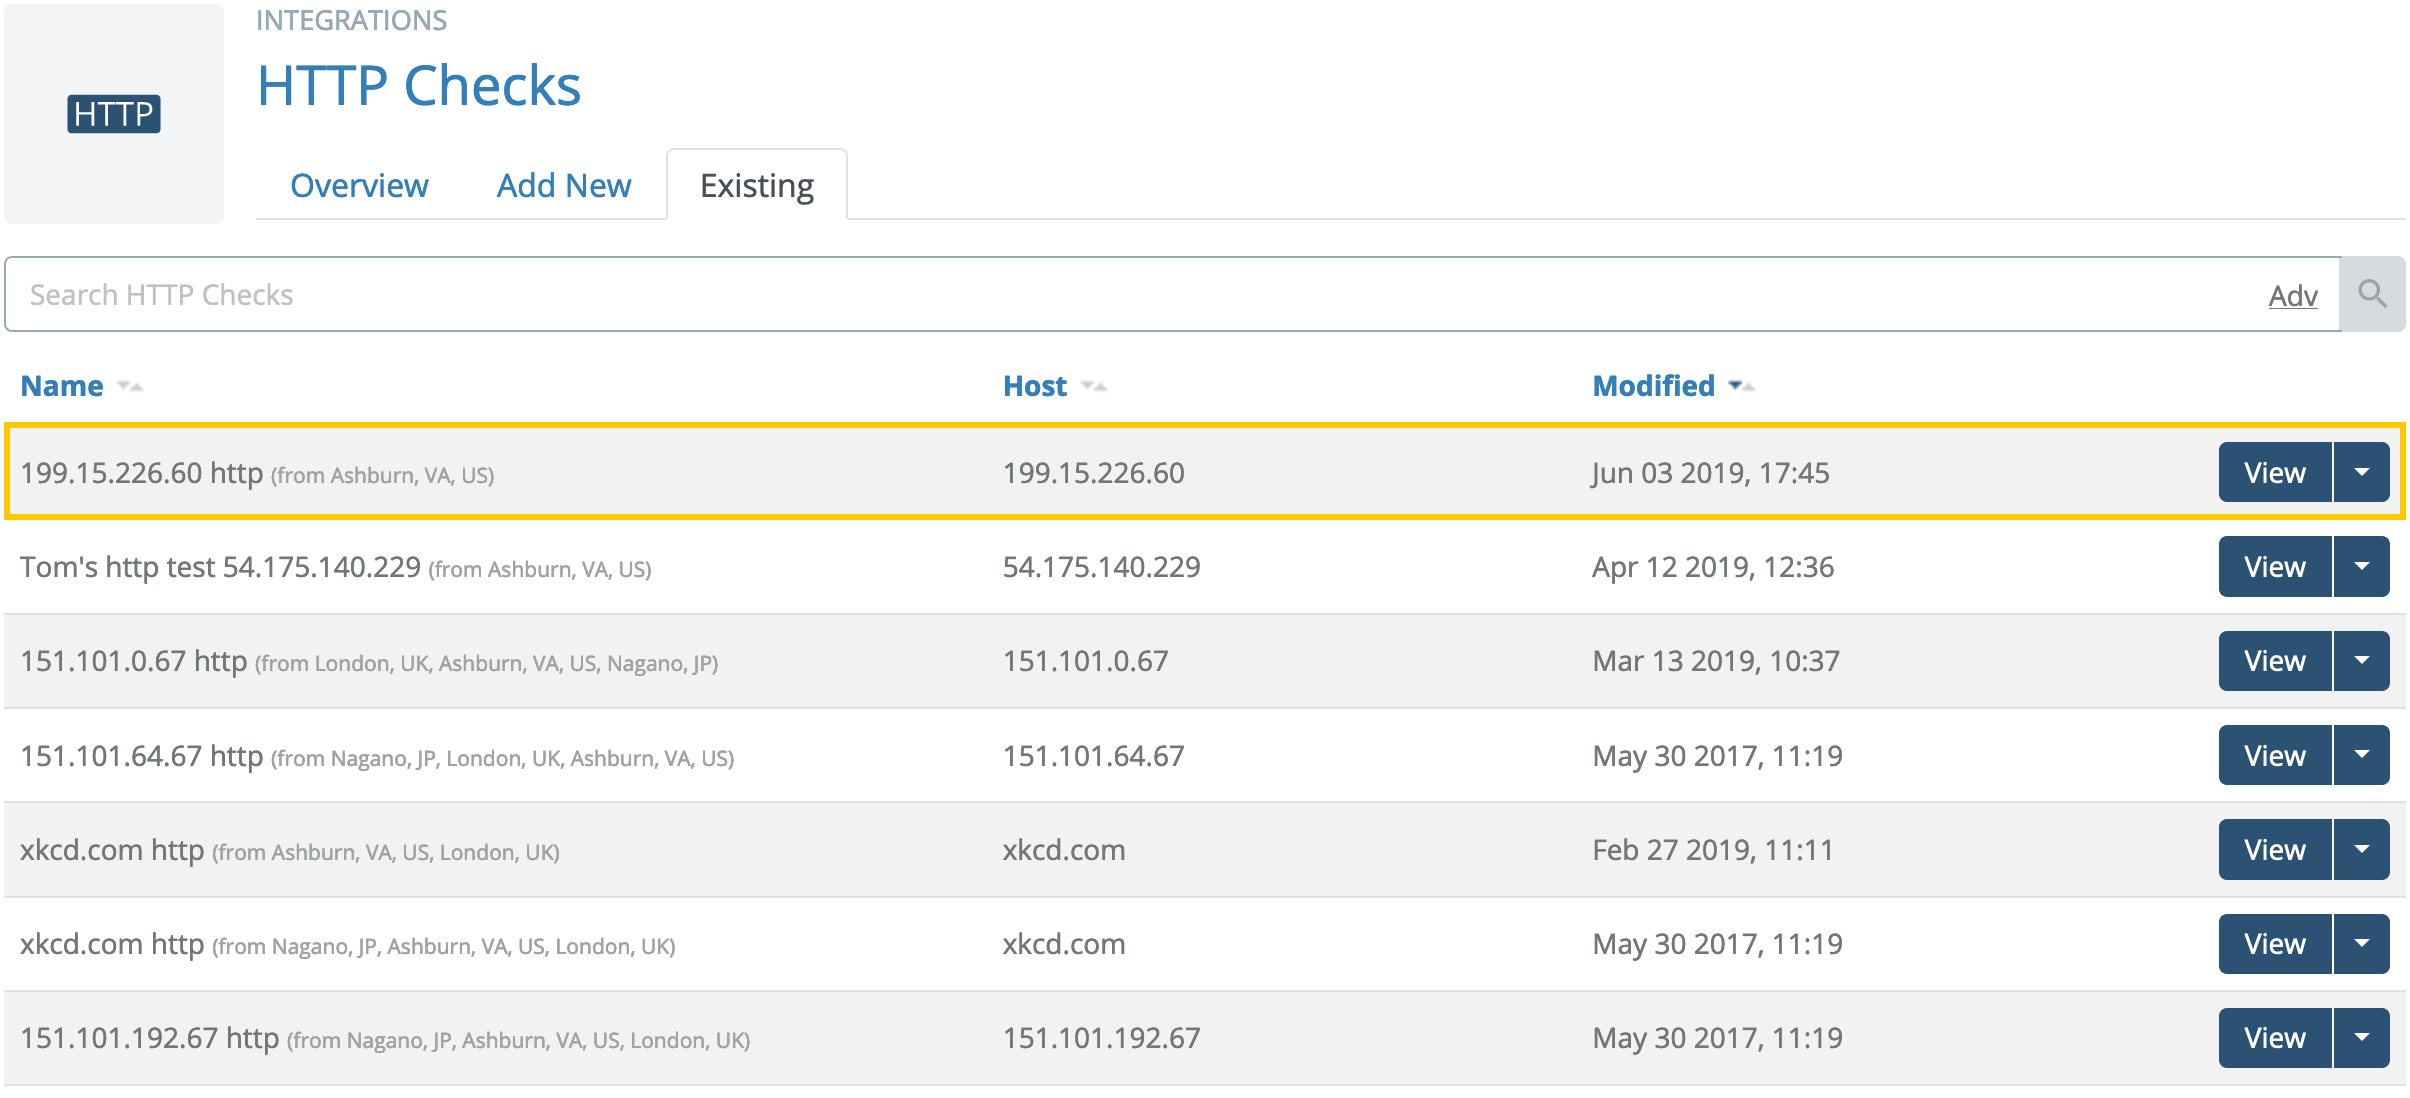 INTEGRATIONS
HTTP
HTTP Checks
Overview Add New Existing
Search HTTP Checks Adv
Name Host Modified
199.15.226.60 http (from Ashburn, VA, US) 199.15.226.60 Jun 03 2019, 17:45 View
Tom's http test 54.175.140.229 (from Ashburn, VA, US) 54.175.140.229 Apr 12 2019, 12:36 View
151.101.0.67 http (from London, UK, Ashburn, VA, US, Nagano, JP) 151.101.0.67 Mar 13 2019, 10:37 View
151.101.64.67 http (from Nagano, JP, London, UK, Ashburn, VA, US) 151.101.64.67 May 30 2017, 11:19 View
xkcd.com http (from Ashburn, VA, US, London, UK) xkcd.com Feb 27 2019, 11:11 View
xkcd.com http (from Nagano, JP, Ashburn, VA, US, London, UK) xkcd.com May 30 2017, 11:19 View
151.101.192.67 http (from Nagano, JP, Ashburn, VA, US, London, UK) 151.101.192.67 May 30 2017, 11:19 View